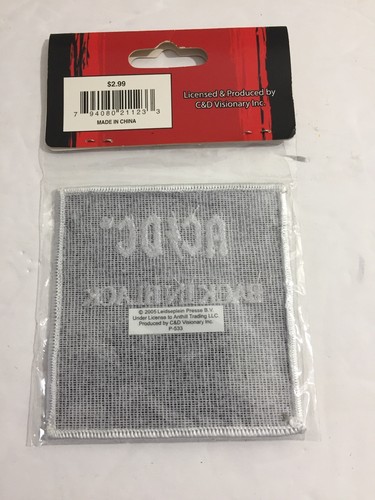 $2.99
7 94080 21123 3
MADE IN CHINA
Licensed & Produced by
C&D Visionary Inc.
AC/DC
BACK IN BLACK
© 2005 Leidseplein Presse B.V.
Under License to Anthill Trading LLC.
Produced by C&D Visionary Inc.
P-533